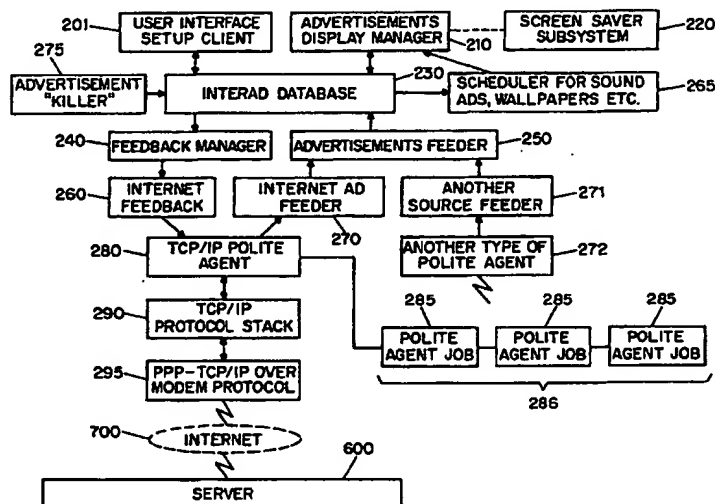 201
USER INTERFACE
SETUP CLIENT
ADVERTISEMENTS
DISPLAY MANAGER
210
SCREEN SAVER
SUBSYSTEM
220
275
ADVERTISEMENT
"KILLER"
INTERAD DATABASE
230
SCHEDULER FOR SOUND
ADS, WALLPAPERS ETC.
265
240
FEEDBACK MANAGER
ADVERTISEMENTS FEEDER
250
260
INTERNET
FEEDBACK
INTERNET AD
FEEDER
270
ANOTHER
SOURCE FEEDER
271
280
TCP/IP POLITE
AGENT
ANOTHER TYPE OF
POLITE AGENT
272
290
TCP/IP
PROTOCOL STACK
285
POLITE
AGENT JOB
285
POLITE
AGENT JOB
285
POLITE
AGENT JOB
286
295
PPP-TCP/IP OVER
MODEM PROTOCOL
700
INTERNET
600
SERVER